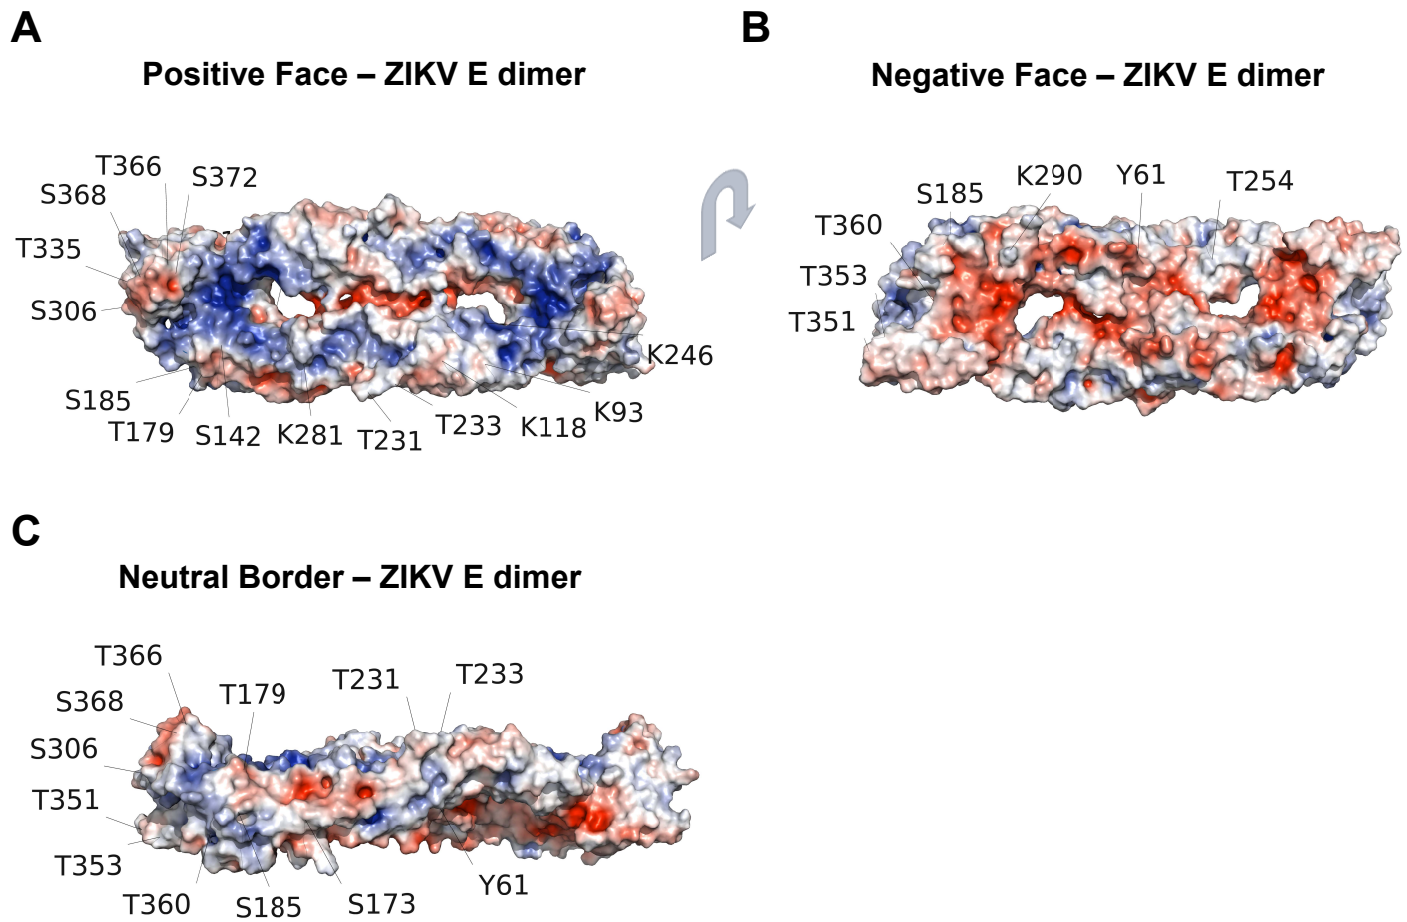 A
Positive Face – ZIKV E dimer
T366
S368
S372
T335
S306
K246
S185
T179
S142
K281
T231
T233
K118
K93
B
Negative Face – ZIKV E dimer
S185
K290
Y61
T254
T360
T353
T351
C
Neutral Border – ZIKV E dimer
T366
S368
T179
T231
T233
S306
T351
T353
T360
S185
S173
Y61